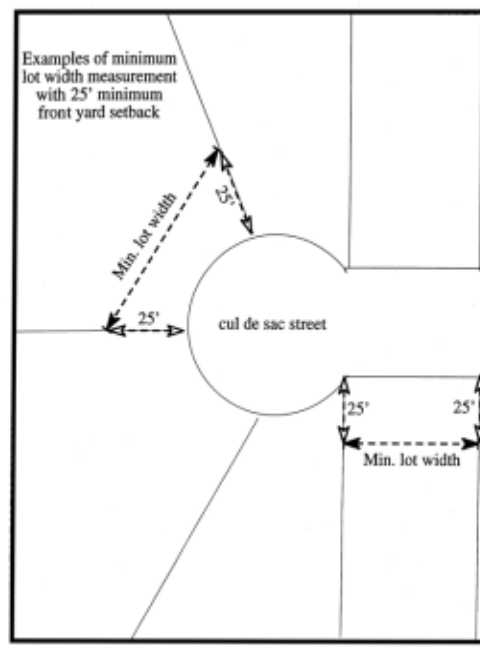 Examples of minimum
lot width measurement
with 25' minimum
front yard setback
25'
Min. lot width
25'
cul de sac street
25'
25'
Min. lot width